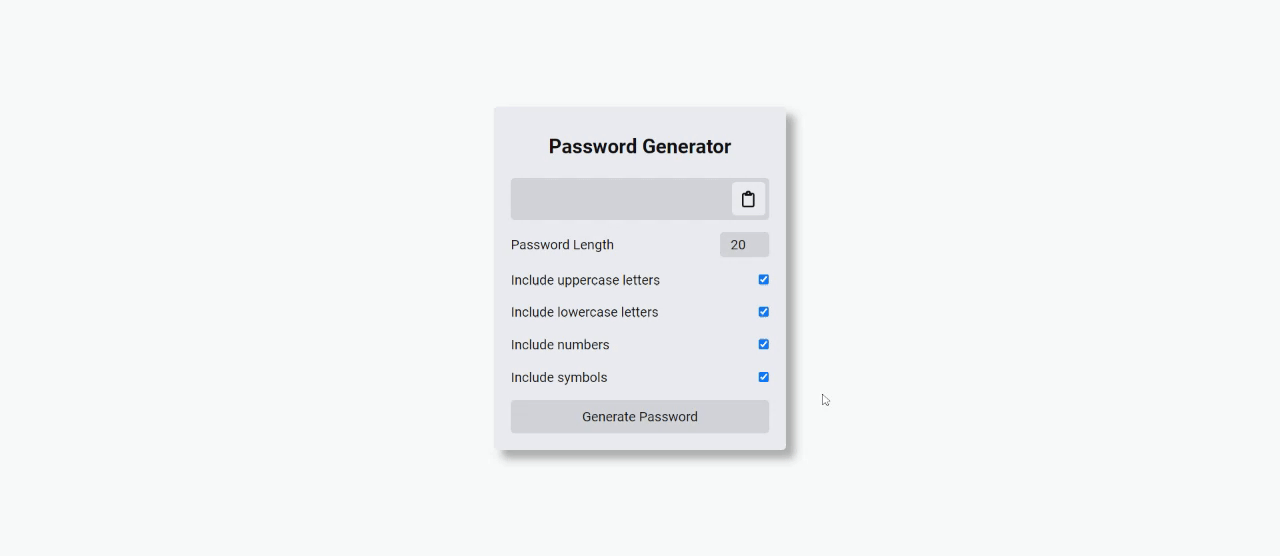 Password Generator
Password Length 20
Include uppercase letters
Include lowercase letters
Include numbers
Include symbols
Generate Password